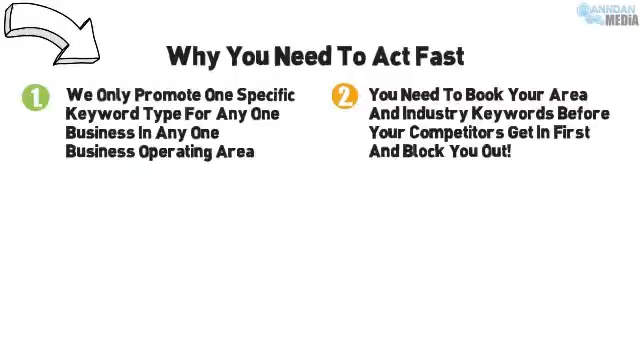 ANNDAN
MEDiA
Why You Need To Act Fast
1.
We Only Promote One Specific
Keyword Type For Any One
Business In Any One
Business Operating Area
2
You Need To Book Your Area
And Industry Keywords Before
Your Competitors Get In First
And Block You Out!